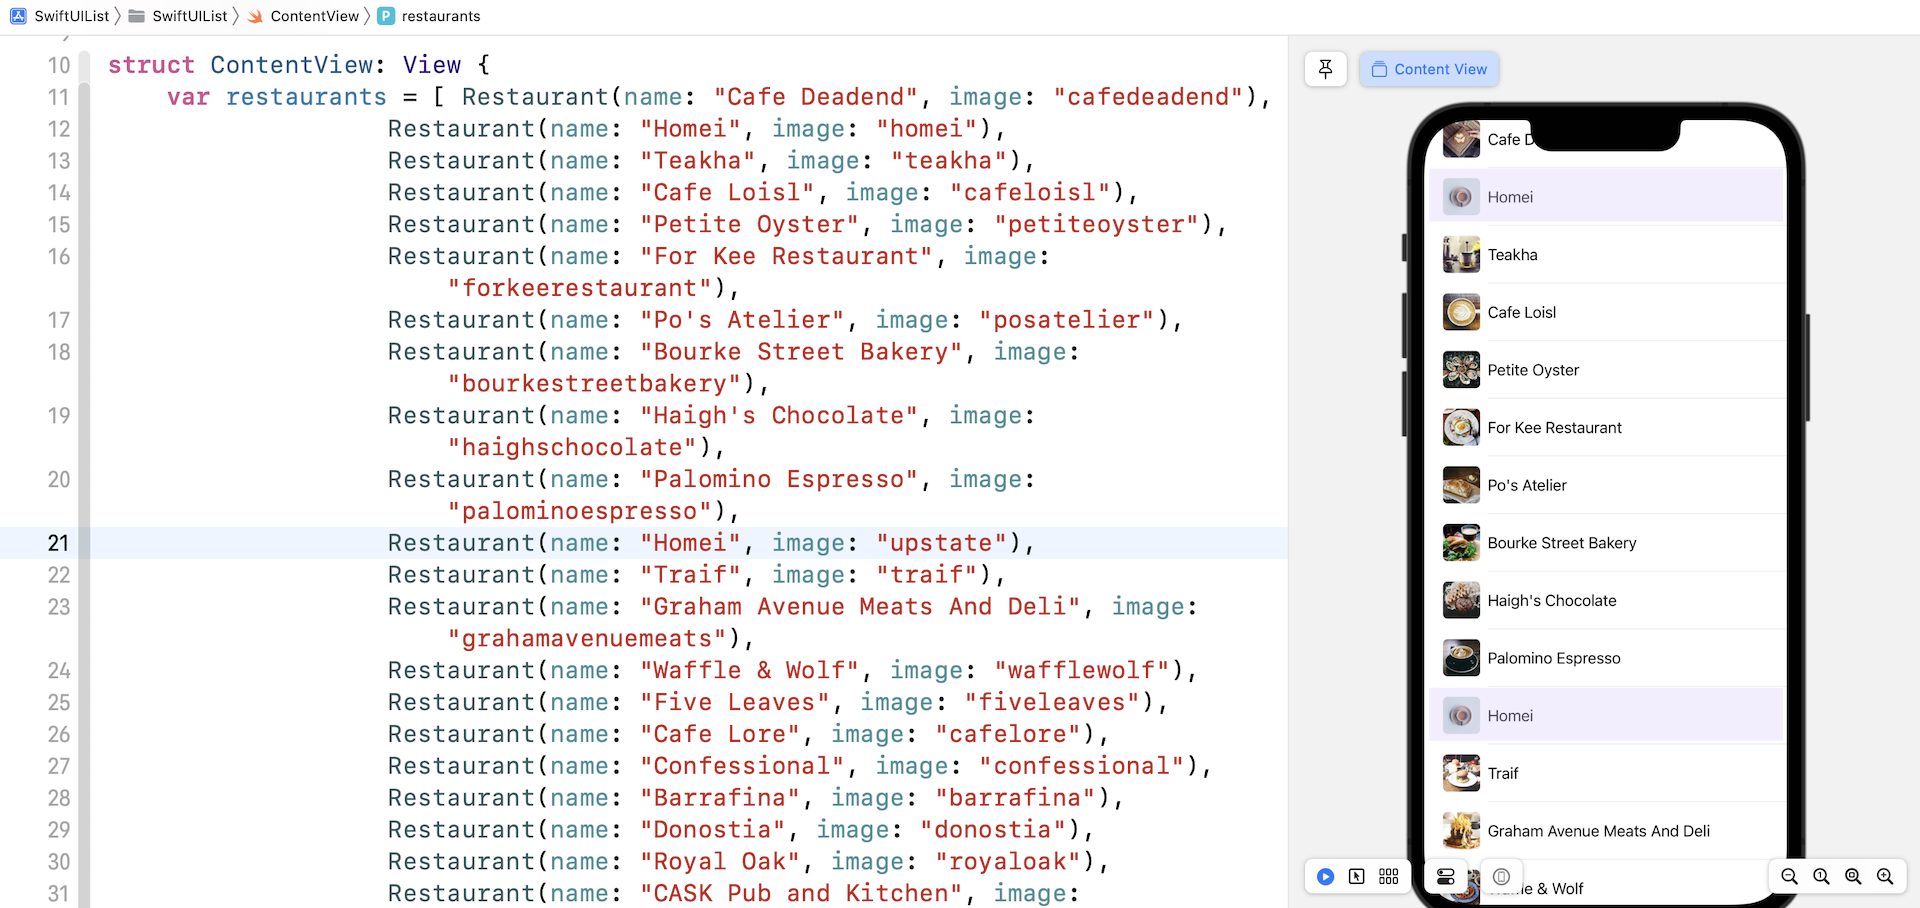 SwiftUIList SwiftUIList ContentView P restaurants
10 struct ContentView: View {
11 var restaurants = [ Restaurant(name: "Cafe Deadend", image: "cafedeadend"),
12 Restaurant(name: "Homei", image: "homei"),
13 Restaurant(name: "Teakha", image: "teakha"),
14 Restaurant(name: "Cafe Loisl", image: "cafeloisl"),
15 Restaurant(name: "Petite Oyster", image: "petiteoyster"),
16 Restaurant(name: "For Kee Restaurant", image:
"forkeerestaurant"),
17 Restaurant(name: "Po's Atelier", image: "posatelier"),
18 Restaurant(name: "Bourke Street Bakery", image:
"bourkestreetbakery"),
19 Restaurant(name: "Haigh's Chocolate", image:
"haighschocolate"),
20 Restaurant(name: "Palomino Espresso", image:
"palominoespresso"),
21 Restaurant(name: "Homei", image: "upstate"),
22 Restaurant(name: "Traif", image: "traif"),
23 Restaurant(name: "Graham Avenue Meats And Deli", image:
"grahamavenuemeats"),
24 Restaurant(name: "Waffle & Wolf", image: "wafflewolf"),
25 Restaurant(name: "Five Leaves", image: "fiveleaves"),
26 Restaurant(name: "Cafe Lore", image: "cafelore"),
27 Restaurant(name: "Confessional", image: "confessional"),
28 Restaurant(name: "Barrafina", image: "barrafina"),
29 Restaurant(name: "Donostia", image: "donostia"),
30 Restaurant(name: "Royal Oak", image: "royaloak"),
31 Restaurant(name: "CASK Pub and Kitchen", image:
Content View
Cafe
Homei
Teakha
Cafe Loisl
Petite Oyster
For Kee Restaurant
Po's Atelier
Bourke Street Bakery
Haigh's Chocolate
Palomino Espresso
Homei
Traif
Graham Avenue Meats And Deli
& Wolf